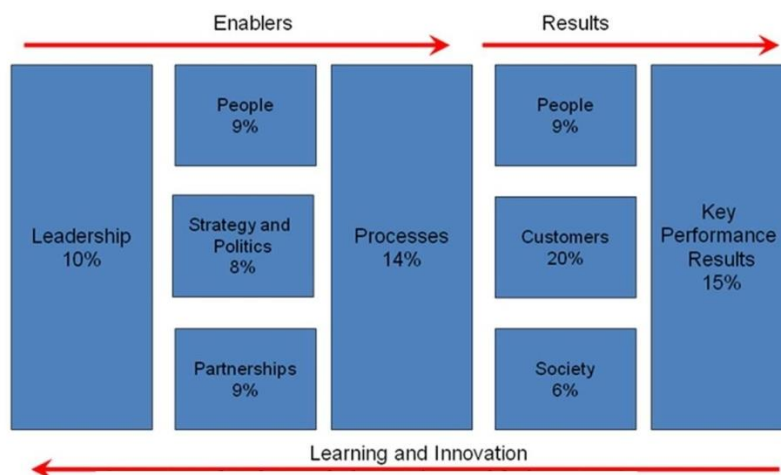 Enablers
Results
Leadership
10%
People
9%
Strategy and
Politics
8%
Partnerships
9%
Processes
14%
People
9%
Customers
20%
Society
6%
Key
Performance
Results
15%
Learning and Innovation